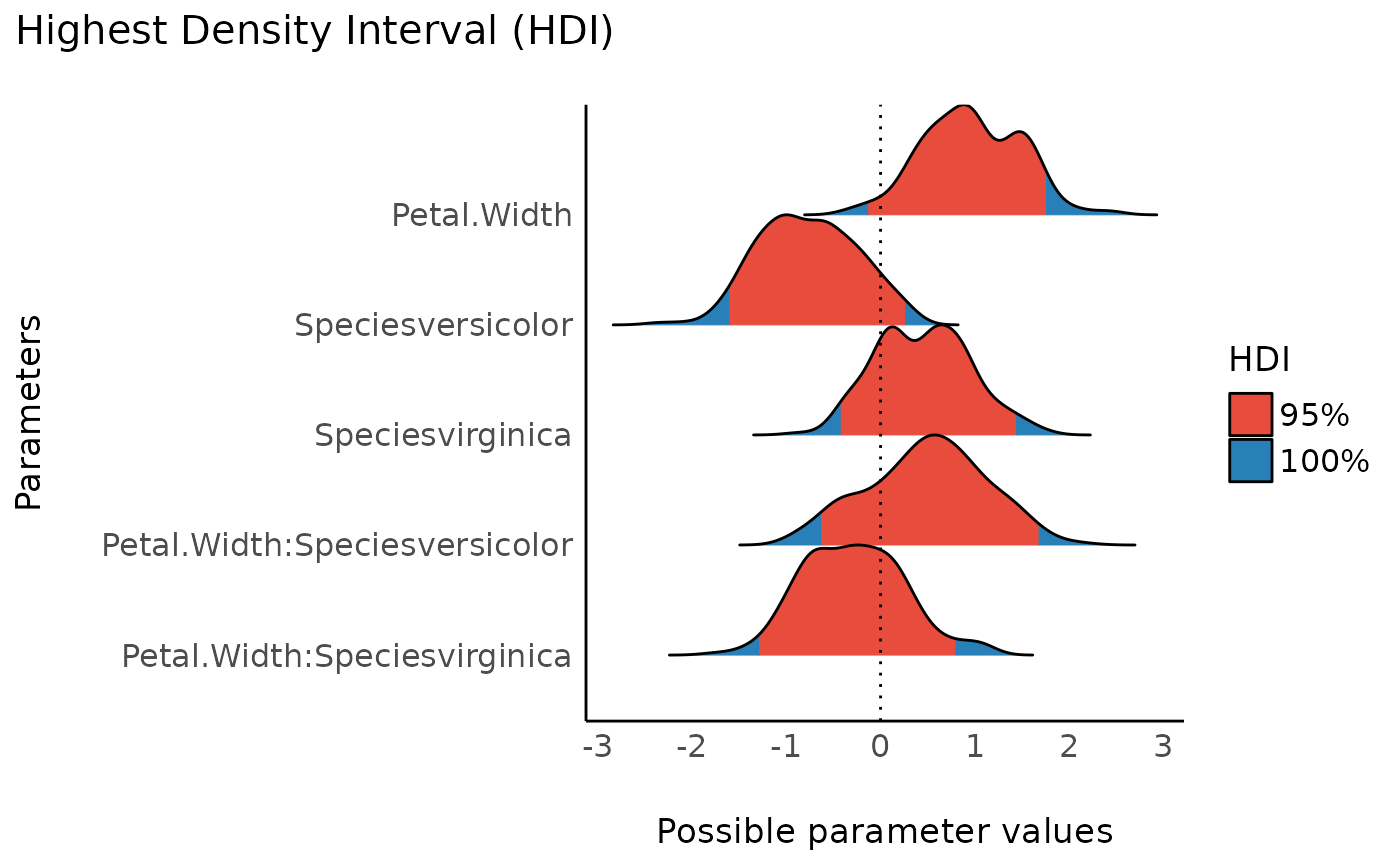 Highest Density Interval (HDI)
Parameters
Petal.Width
Speciesversicolor
Speciesvirginica
Petal.Width:Speciesversicolor
Petal.Width:Speciesvirginica
-3 -2 -1 0 1 2 3
Possible parameter values
HDI
95%
100%